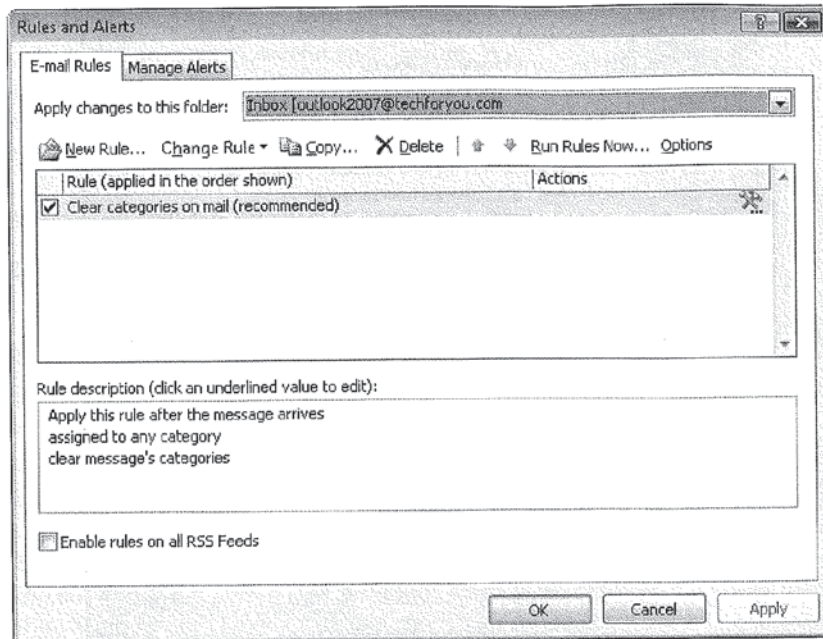 Rules and Alerts
E-mail Rules Manage Alerts
Apply changes to this folder: Inbox [outlook2007@techforyou.com
New Rule... Change Rule Copy... Delete Run Rules Now... Options
Rule (applied in the order shown) Actions
Clear categories on mail (recommended)
Rule description (click an underlined value to edit):
Apply this rule after the message arrives
assigned to any category
clear message's categories
Enable rules on all RSS Feeds
OK Cancel Apply